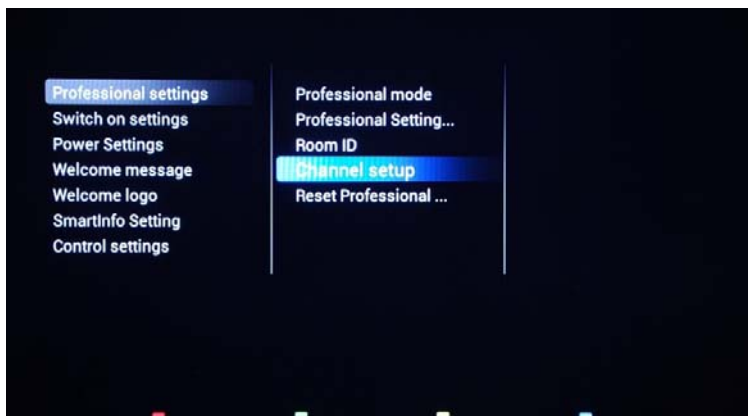 Professional settings
Switch on settings
Power Settings
Welcome message
Welcome logo
SmartInfo Setting
Control settings
Professional mode
Professional Setting...
Room ID
Channel setup
Reset Professional ...